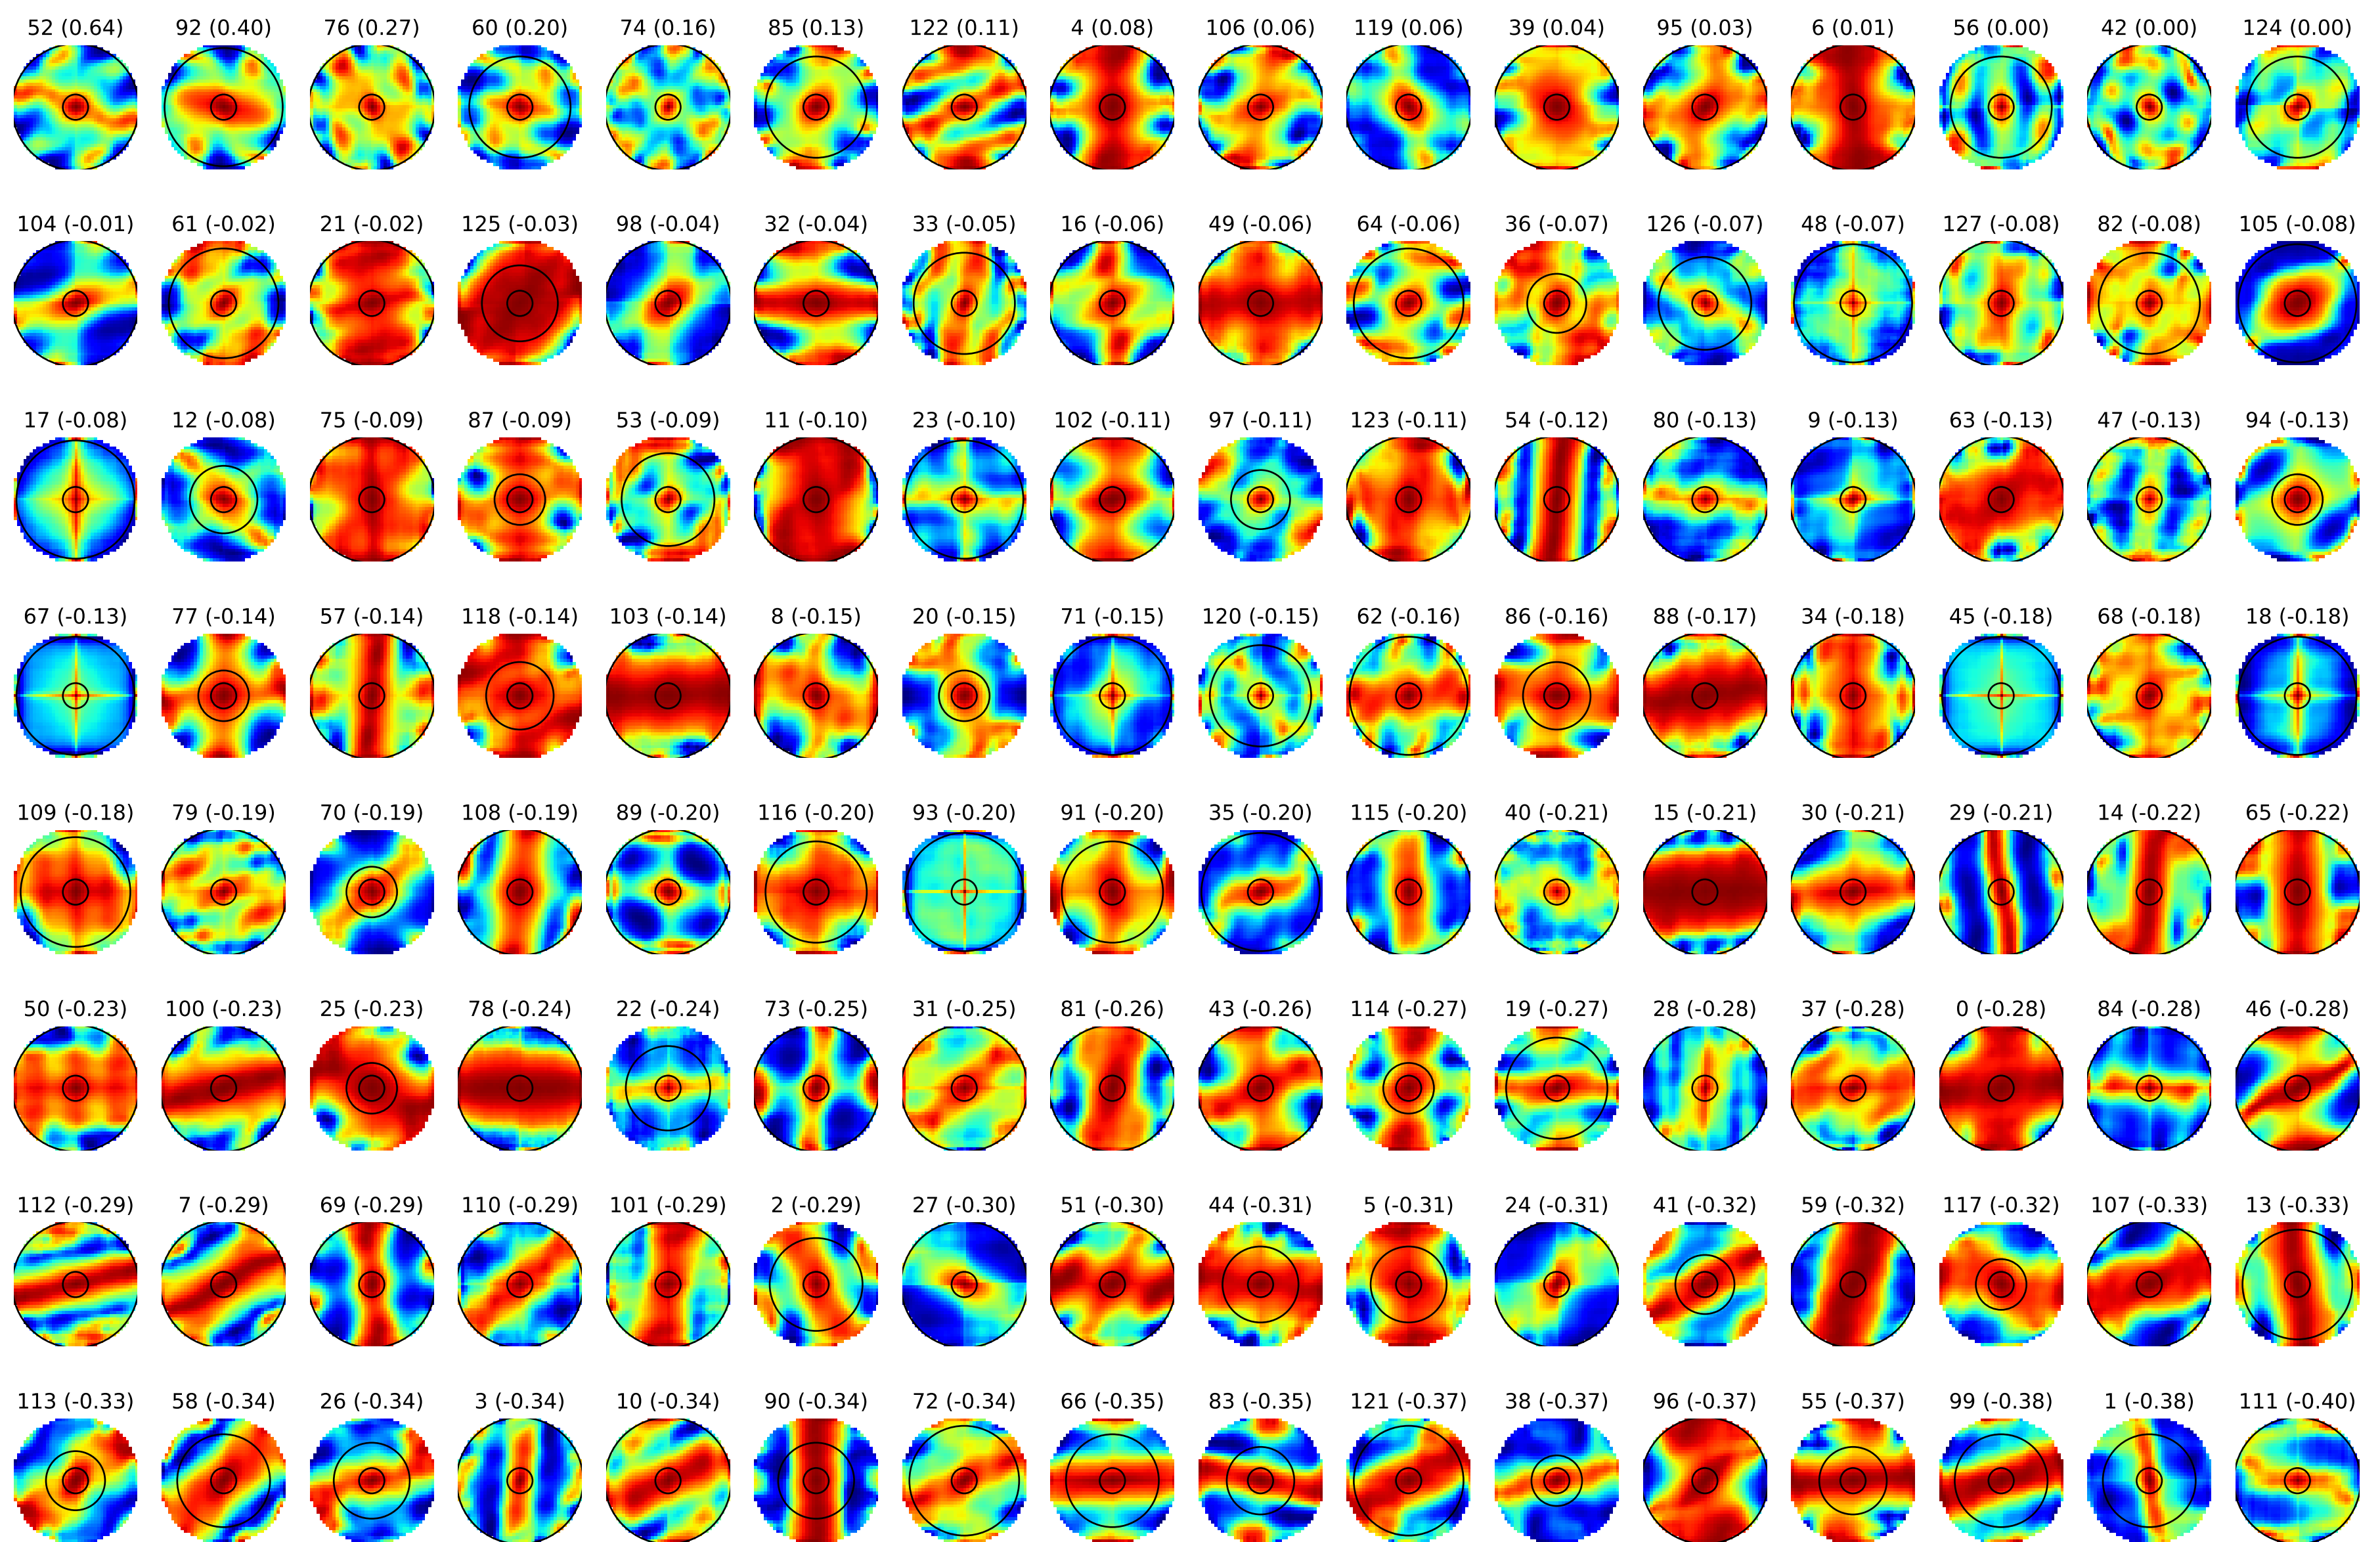 52 (0.64) 92 (0.40) 76 (0.27) 60 (0.20) 74 (0.16) 85 (0.13) 122 (0.11) 4 (0.08) 106 (0.06) 119 (0.06) 39 (0.04) 95 (0.03) 6 (0.01) 56 (0.00) 42 (0.00) 124 (0.00)
104 (-0.01) 61 (-0.02) 21 (-0.02) 125 (-0.03) 98 (-0.04) 32 (-0.04) 33 (-0.05) 16 (-0.06) 49 (-0.06) 64 (-0.06) 36 (-0.07) 126 (-0.07) 48 (-0.07) 127 (-0.08) 82 (-0.08) 105 (-0.08)
17 (-0.08) 12 (-0.08) 75 (-0.09) 87 (-0.09) 53 (-0.09) 11 (-0.10) 23 (-0.10) 102 (-0.11) 97 (-0.11) 123 (-0.11) 54 (-0.12) 80 (-0.13) 9 (-0.13) 63 (-0.13) 47 (-0.13) 94 (-0.13)
67 (-0.13) 77 (-0.14) 57 (-0.14) 118 (-0.14) 103 (-0.14) 8 (-0.15) 20 (-0.15) 71 (-0.15) 120 (-0.15) 62 (-0.16) 86 (-0.16) 88 (-0.17) 34 (-0.18) 45 (-0.18) 68 (-0.18) 18 (-0.18)
109 (-0.18) 79 (-0.19) 70 (-0.19) 108 (-0.19) 89 (-0.20) 116 (-0.20) 93 (-0.20) 91 (-0.20) 35 (-0.20) 115 (-0.20) 40 (-0.21) 15 (-0.21) 30 (-0.21) 29 (-0.21) 14 (-0.22) 65 (-0.22)
50 (-0.23) 100 (-0.23) 25 (-0.23) 78 (-0.24) 22 (-0.24) 73 (-0.25) 31 (-0.25) 81 (-0.26) 43 (-0.26) 114 (-0.27) 19 (-0.27) 28 (-0.28) 37 (-0.28) 0 (-0.28) 84 (-0.28) 46 (-0.28)
112 (-0.29) 7 (-0.29) 69 (-0.29) 110 (-0.29) 101 (-0.29) 2 (-0.29) 27 (-0.30) 51 (-0.30) 44 (-0.31) 5 (-0.31) 24 (-0.31) 41 (-0.32) 59 (-0.32) 117 (-0.32) 107 (-0.33) 13 (-0.33)
113 (-0.33) 58 (-0.34) 26 (-0.34) 3 (-0.34) 10 (-0.34) 90 (-0.34) 72 (-0.34) 66 (-0.35) 83 (-0.35) 121 (-0.37) 38 (-0.37) 96 (-0.37) 55 (-0.37) 99 (-0.38) 1 (-0.38) 111 (-0.40)